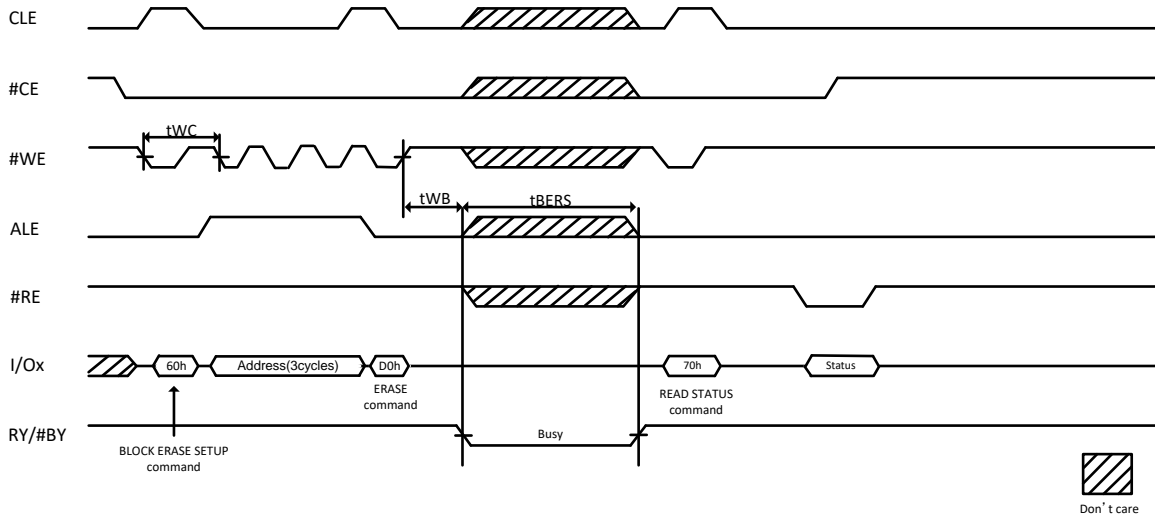 CLE
#CE
tWC
#WE
tWB
tBERS
ALE
#RE
I/Ox
60h
Address(3cycles)
D0h
70h
Status
ERASE
command
READ STATUS
command
RY/#BY
Busy
BLOCK ERASE SETUP
command
Don’t care